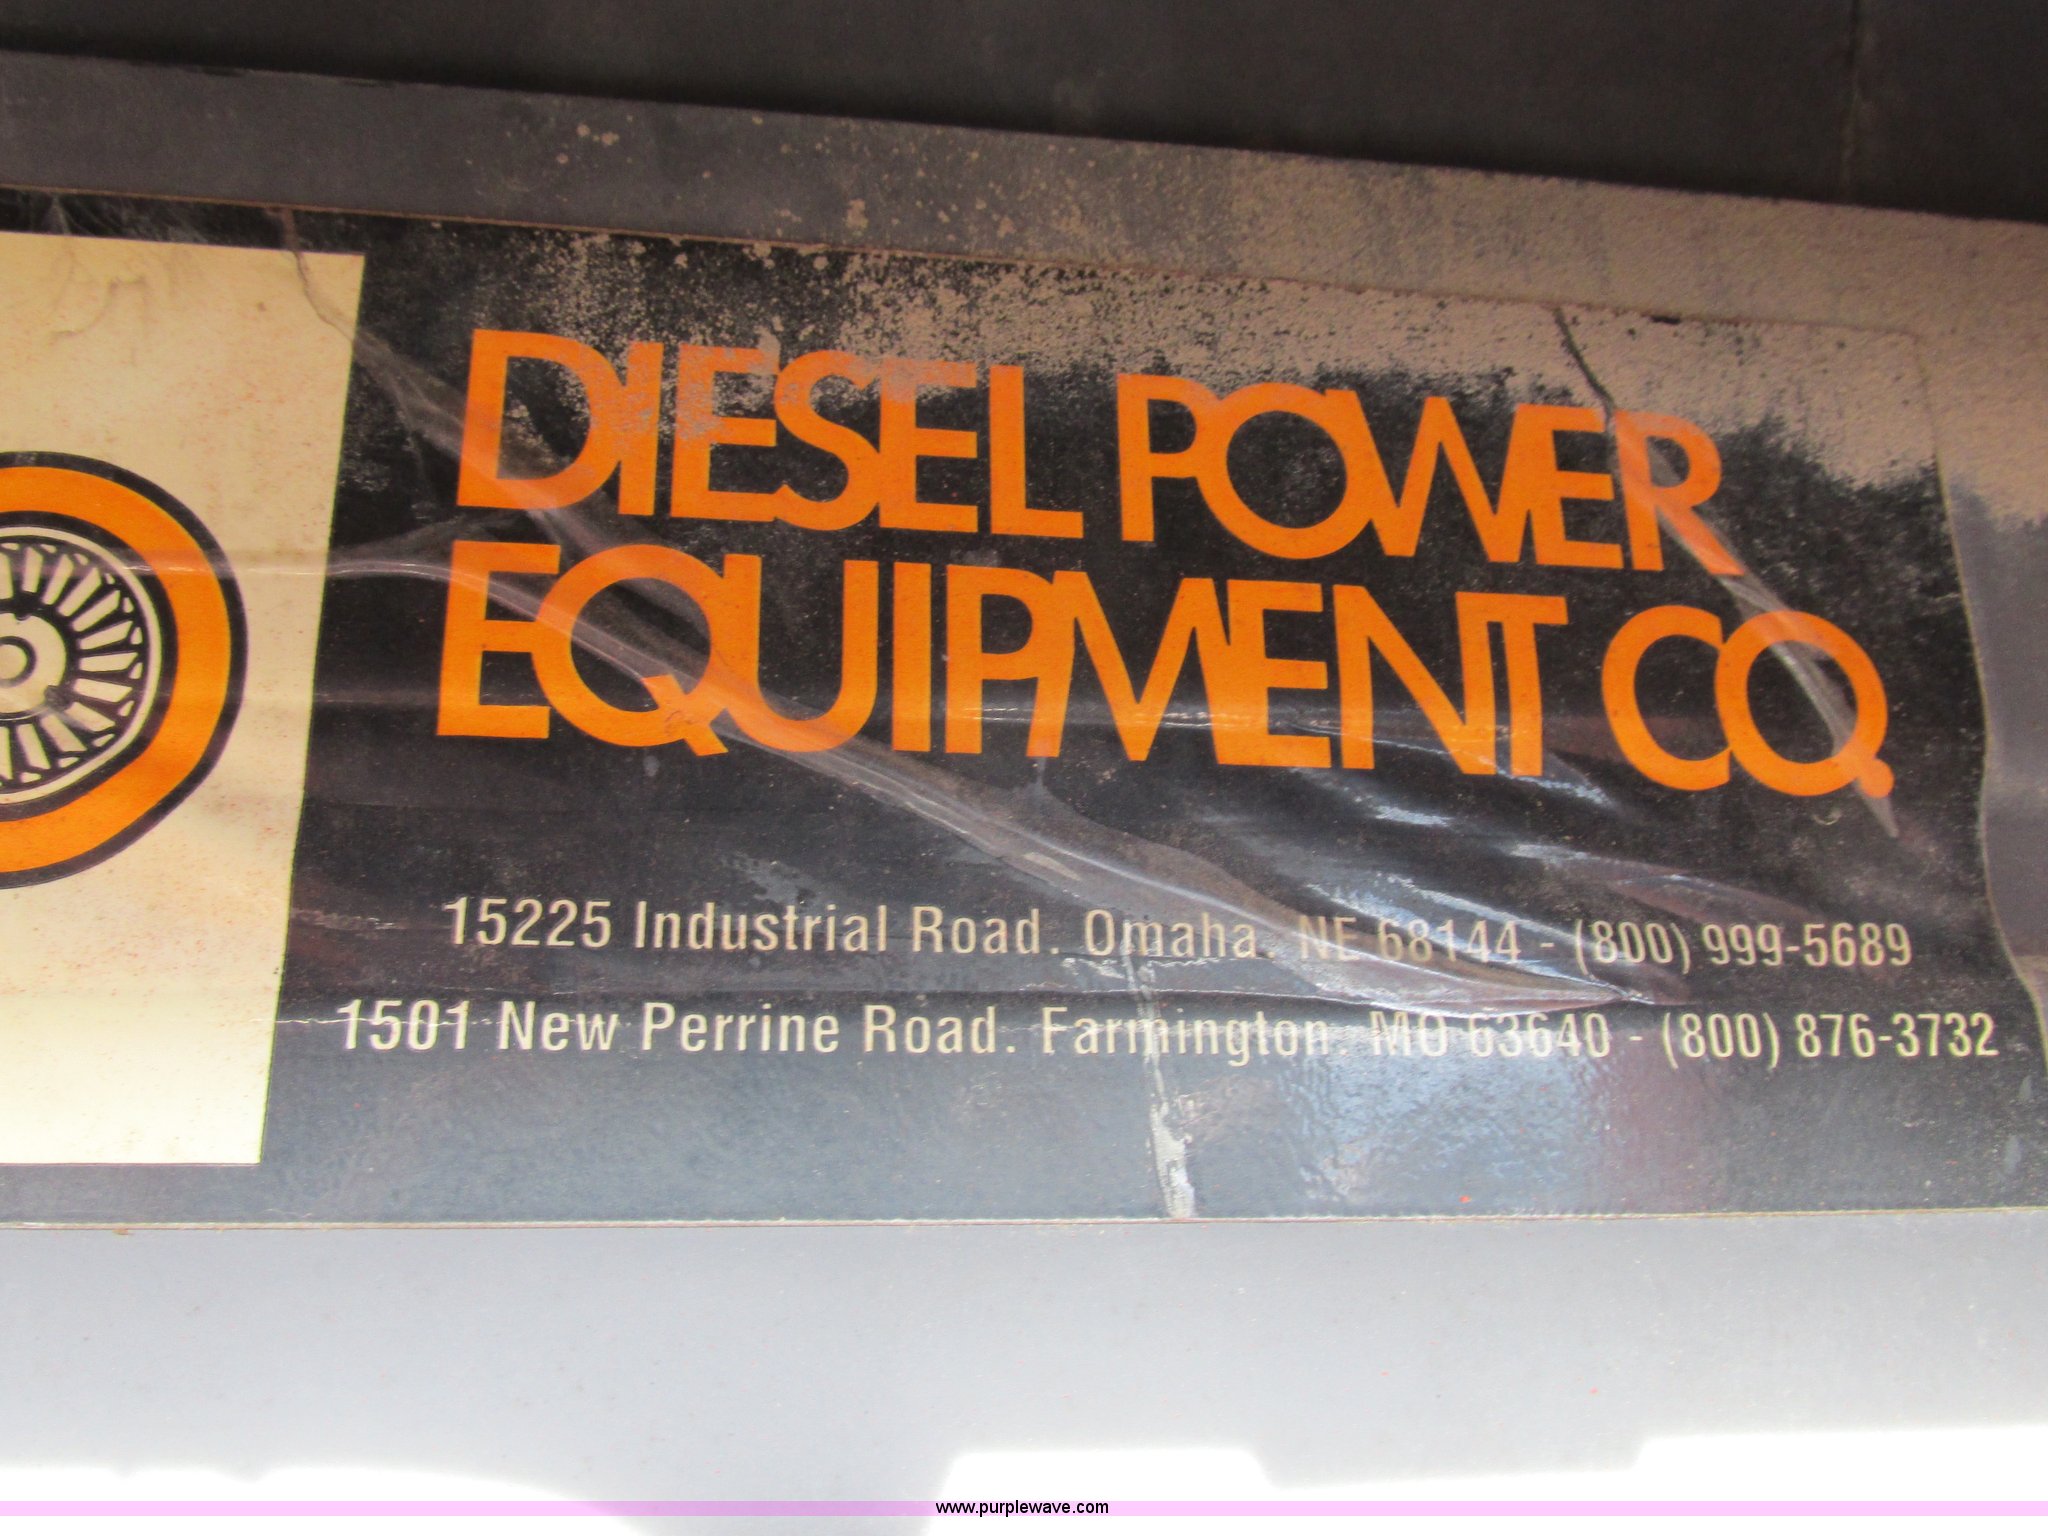 DIESEL POWER
EQUIPMENT CO.
15225 Industrial Road. Omaha. NE 68144 - (800) 999-5689
1501 New Perrine Road. Farmington. MO 63640 - (800) 876-3732
www.purplewave.com